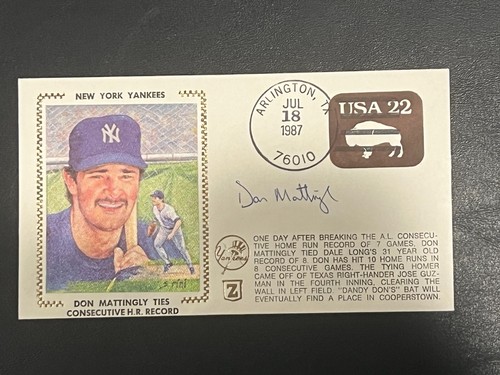 NEW YORK YANKEES
NY
ARLINGTON, TX
JUL
18
1987
76010
USA 22
Don Mattingly
ONE DAY AFTER BREAKING THE A.L. CONSECU-
TIVE HOME RUN RECORD OF 7 GAMES. DON
MATTINGLY TIED DALE LONG'S 31 YEAR OLD
RECORD OF 8. DON HAS HIT 10 HOME RUNS IN
8 CONSECUTIVE GAMES. THE TYING HOMER
CAME OFF OF TEXAS RIGHT-HANDER JOSE GUZ-
MAN IN THE FOURTH INNING, CLEARING THE
WALL IN LEFT FIELD. "DANDY DON'S" BAT WILL
EVENTUALLY FIND A PLACE IN COOPERSTOWN.
Yankees
Z
DON MATTINGLY TIES
CONSECUTIVE H.R. RECORD